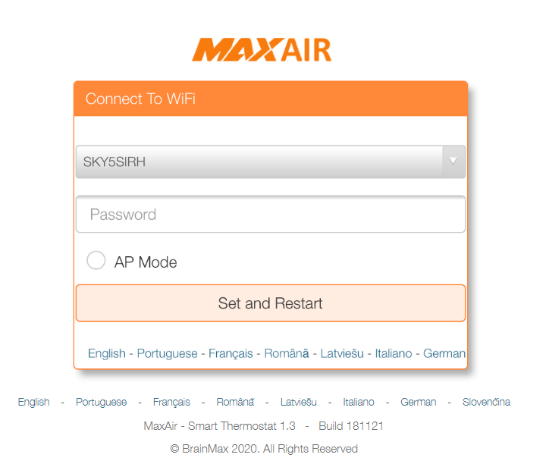 MAXAIR
Connect To WiFi
SKY5SIRH
Password
AP Mode
Set and Restart
English - Portuguese - Français - Română - Latviešu - Italiano - German
English - Portuguese - Français - Română - Latviešu - Italiano - German - Slovenčina
MaxAir - Smart Thermostat 1.3 - Build 181121
© BrainMax 2020. All Rights Reserved